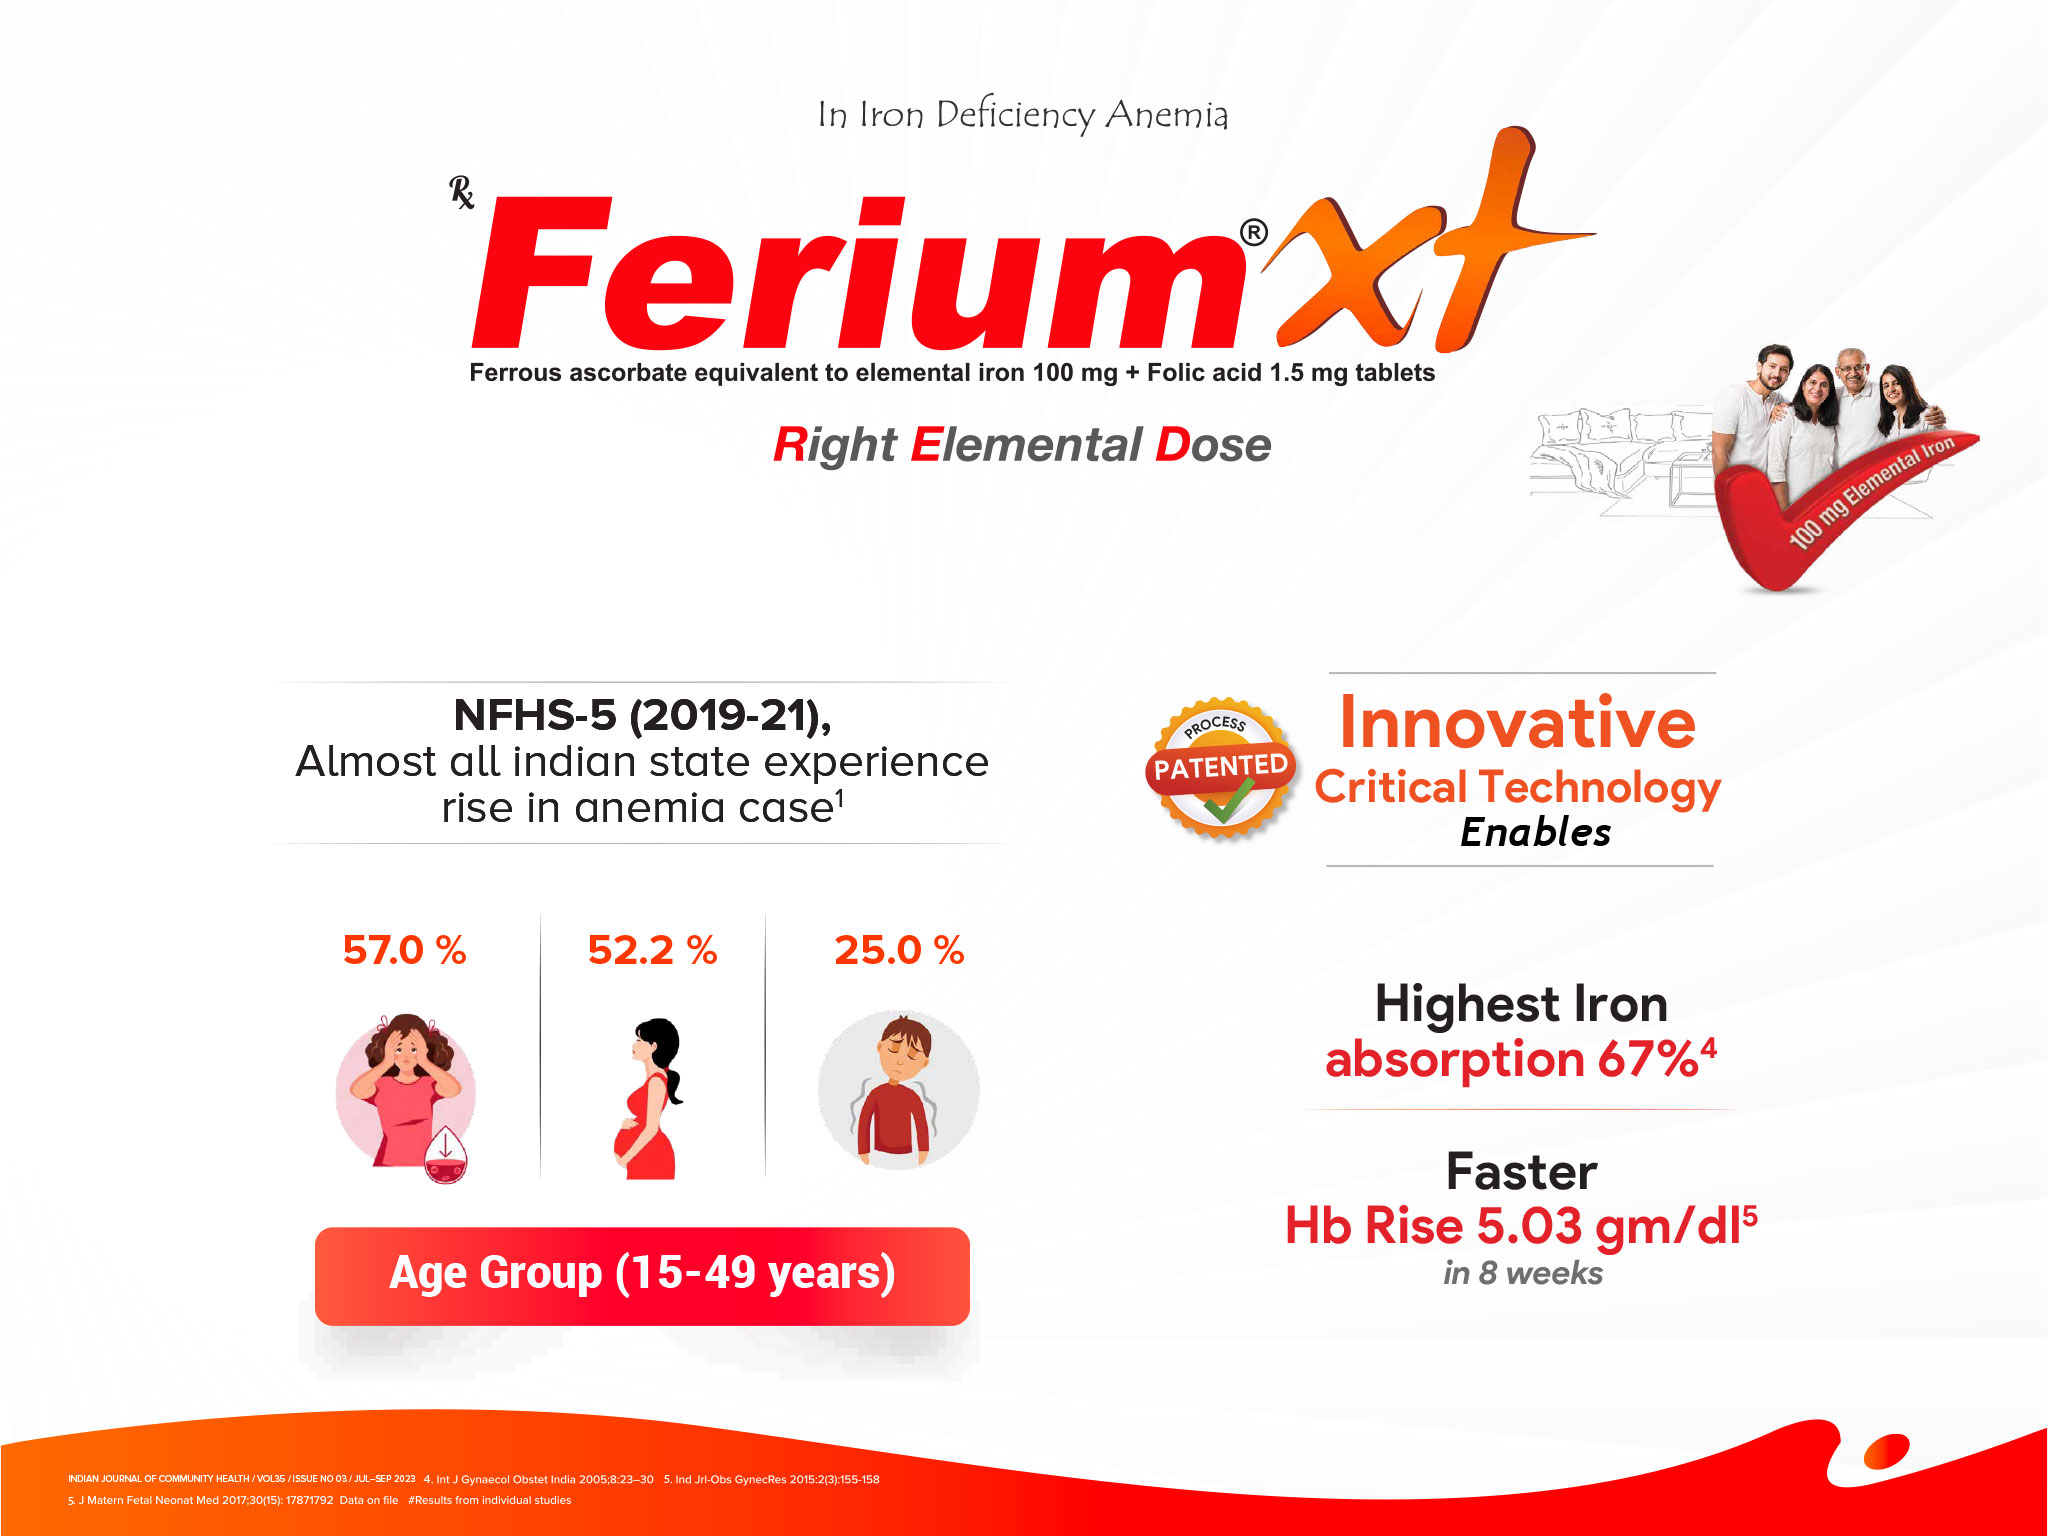 In Iron Deficiency Anemia
Rx
Ferium® xt
Ferrous ascorbate equivalent to elemental iron 100 mg + Folic acid 1.5 mg tablets
Right Elemental Dose
100 mg Elemental Iron
NFHS-5 (2019-21),
Almost all indian state experience
rise in anemia case¹
57.0 %
52.2 %
25.0 %
Age Group (15-49 years)
PROCESS
PATENTED
Innovative
Critical Technology
Enables
Highest Iron
absorption 67%⁴
Faster
Hb Rise 5.03 gm/dl⁵
in 8 weeks
INDIAN JOURNAL OF COMMUNITY HEALTH / VOL35 / ISSUE NO 03 / JUL–SEP 2023 4. Int J Gynaecol Obstet India 2005;8:23–30 5. Ind Jrl-Obs GynecRes 2015:2(3):155-158
5. J Matern Fetal Neonat Med 2017;30(15): 17871792 Data on file #Results from individual studies